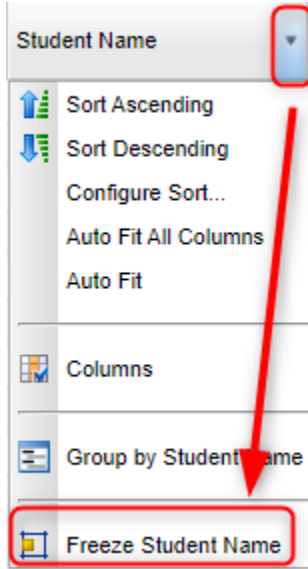 Student Name
Sort Ascending
Sort Descending
Configure Sort...
Auto Fit All Columns
Auto Fit
Columns
Group by Student Name
Freeze Student Name